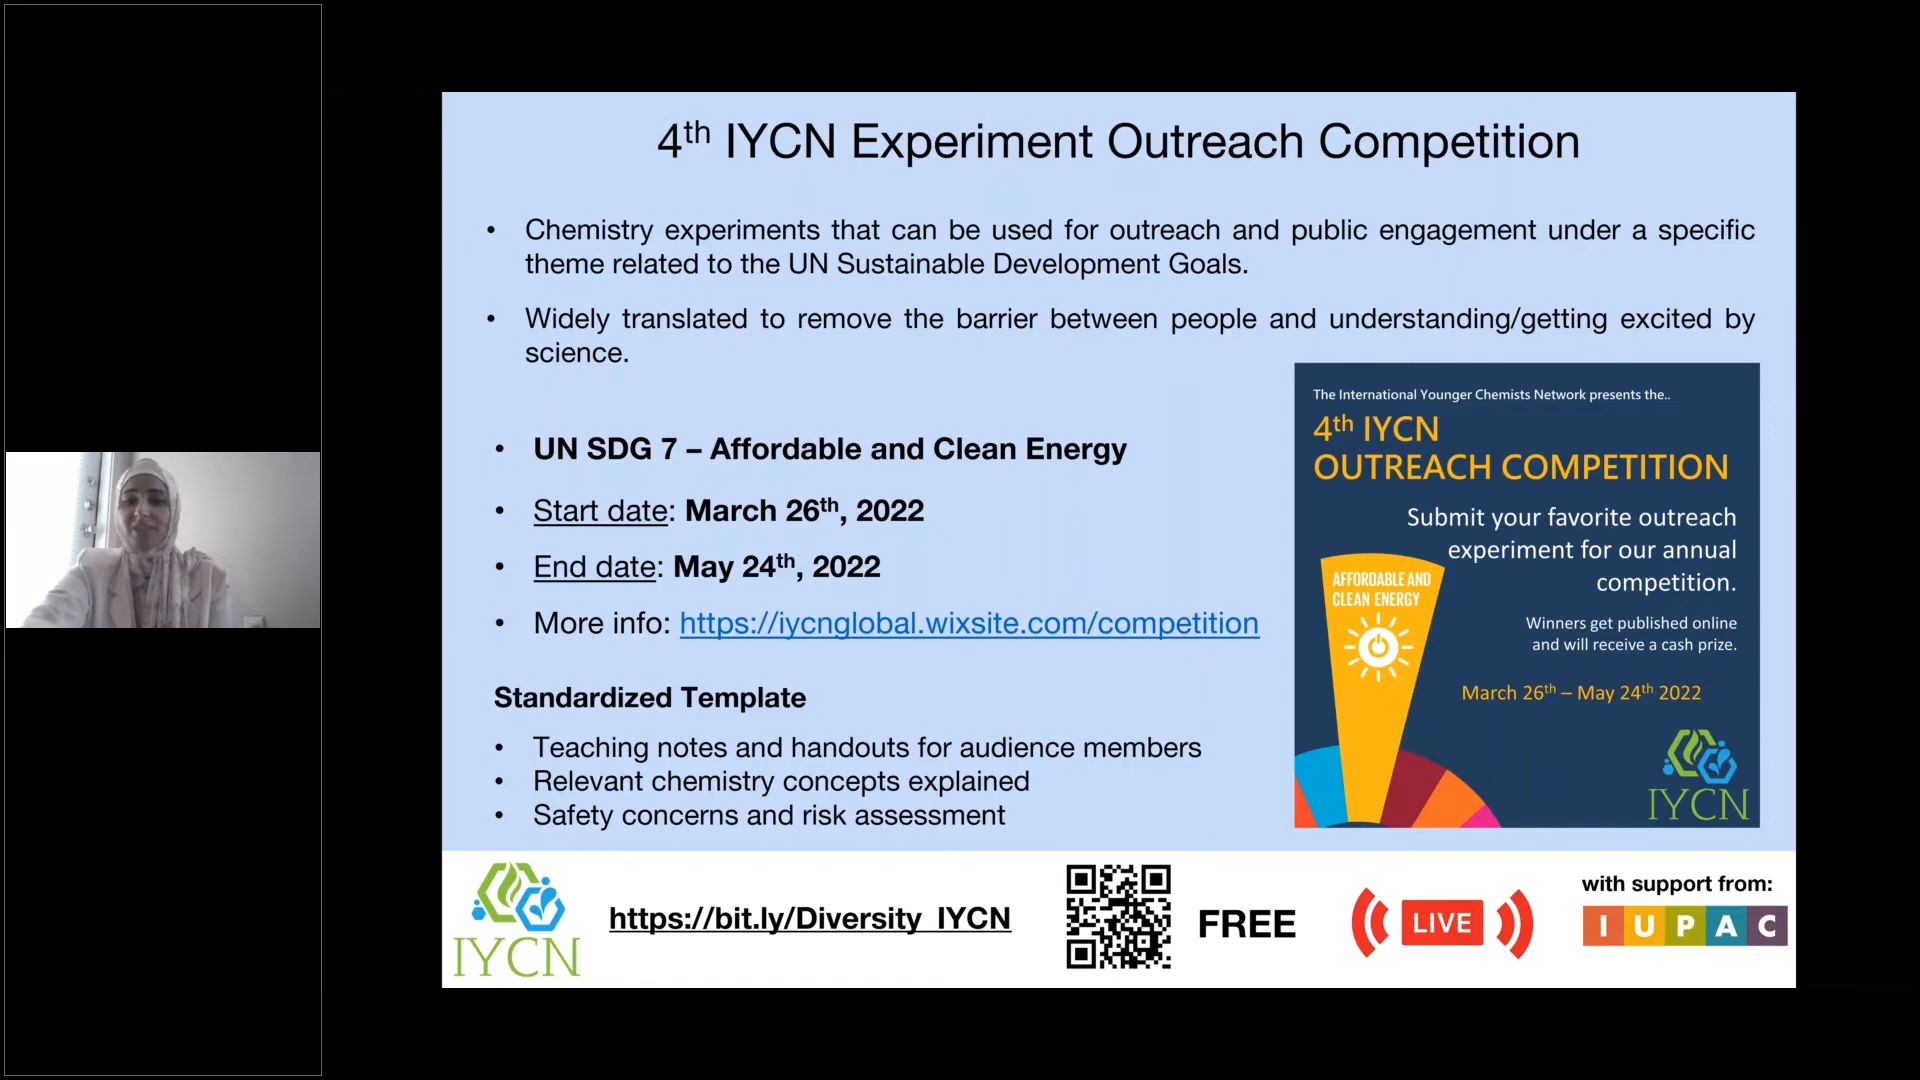 4th IYCN Experiment Outreach Competition
• Chemistry experiments that can be used for outreach and public engagement under a specific
theme related to the UN Sustainable Development Goals.
• Widely translated to remove the barrier between people and understanding/getting excited by
science.
• UN SDG 7 – Affordable and Clean Energy
• Start date: March 26th, 2022
• End date: May 24th, 2022
• More info: https://iycnglobal.wixsite.com/competition
Standardized Template
• Teaching notes and handouts for audience members
• Relevant chemistry concepts explained
• Safety concerns and risk assessment
The International Younger Chemists Network presents the..
4th IYCN
OUTREACH COMPETITION
Submit your favorite outreach
experiment for our annual
competition.
AFFORDABLE AND
CLEAN ENERGY
Winners get published online
and will receive a cash prize.
March 26th – May 24th 2022
IYCN
IYCN
https://bit.ly/Diversity_IYCN
FREE
LIVE
with support from:
IUPAC